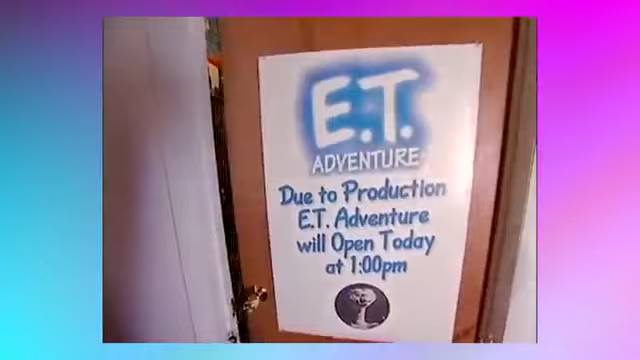 E.T.
ADVENTURE
Due to Production
E.T. Adventure
will Open Today
at 1:00pm